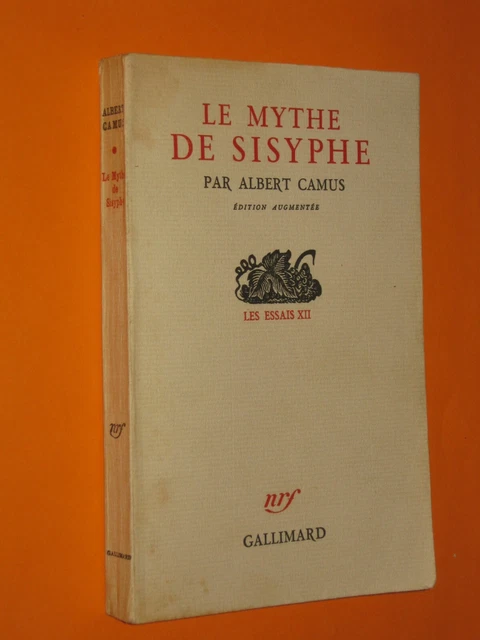 LE MYTHE
DE SISYPHE
PAR ALBERT CAMUS
ÉDITION AUGMENTÉE
LES ESSAIS XII
nrf
GALLIMARD
ALBERT
CAMUS
Le Mythe
de
Sisyphe
nrf
GALLIMARD